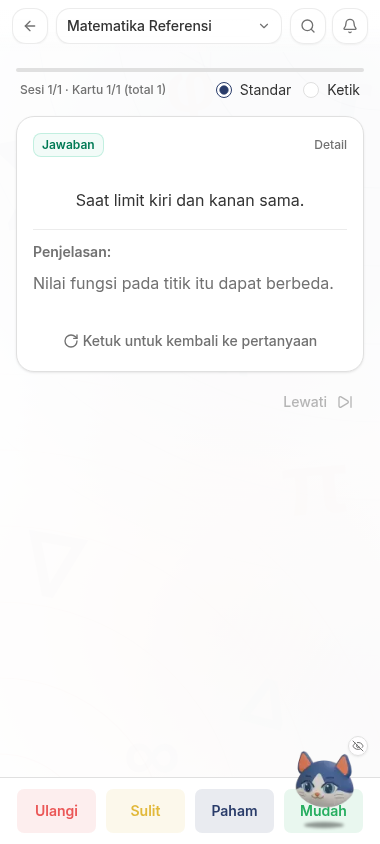 Matematika Referensi
Sesi 1/1 · Kartu 1/1 (total 1)
Standar
Ketik
Jawaban
Detail
Saat limit kiri dan kanan sama.
Penjelasan:
Nilai fungsi pada titik itu dapat berbeda.
Ketuk untuk kembali ke pertanyaan
Lewati
Ulangi
Sulit
Paham
Mudah